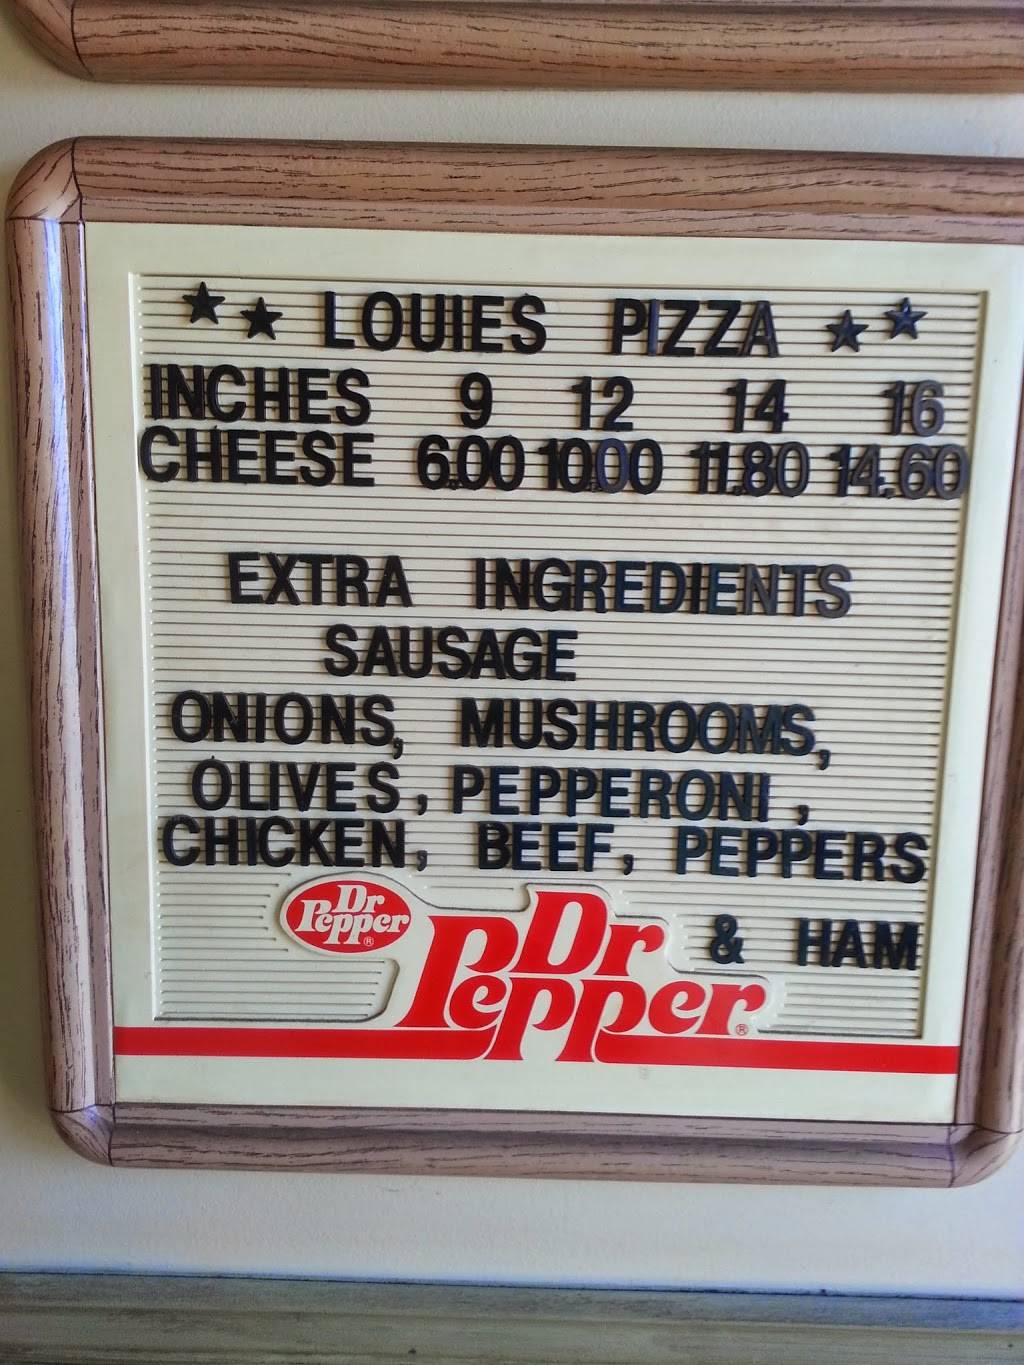 LOUIES PIZZA
INCHES 9 12 14 16
CHEESE 6.00 10.00 11.80 14.60
EXTRA INGREDIENTS
SAUSAGE
ONIONS, MUSHROOMS,
OLIVES, PEPPERONI,
CHICKEN, BEEF, PEPPERS
& HAM
Dr
Pepper®
Dr
Pepper®